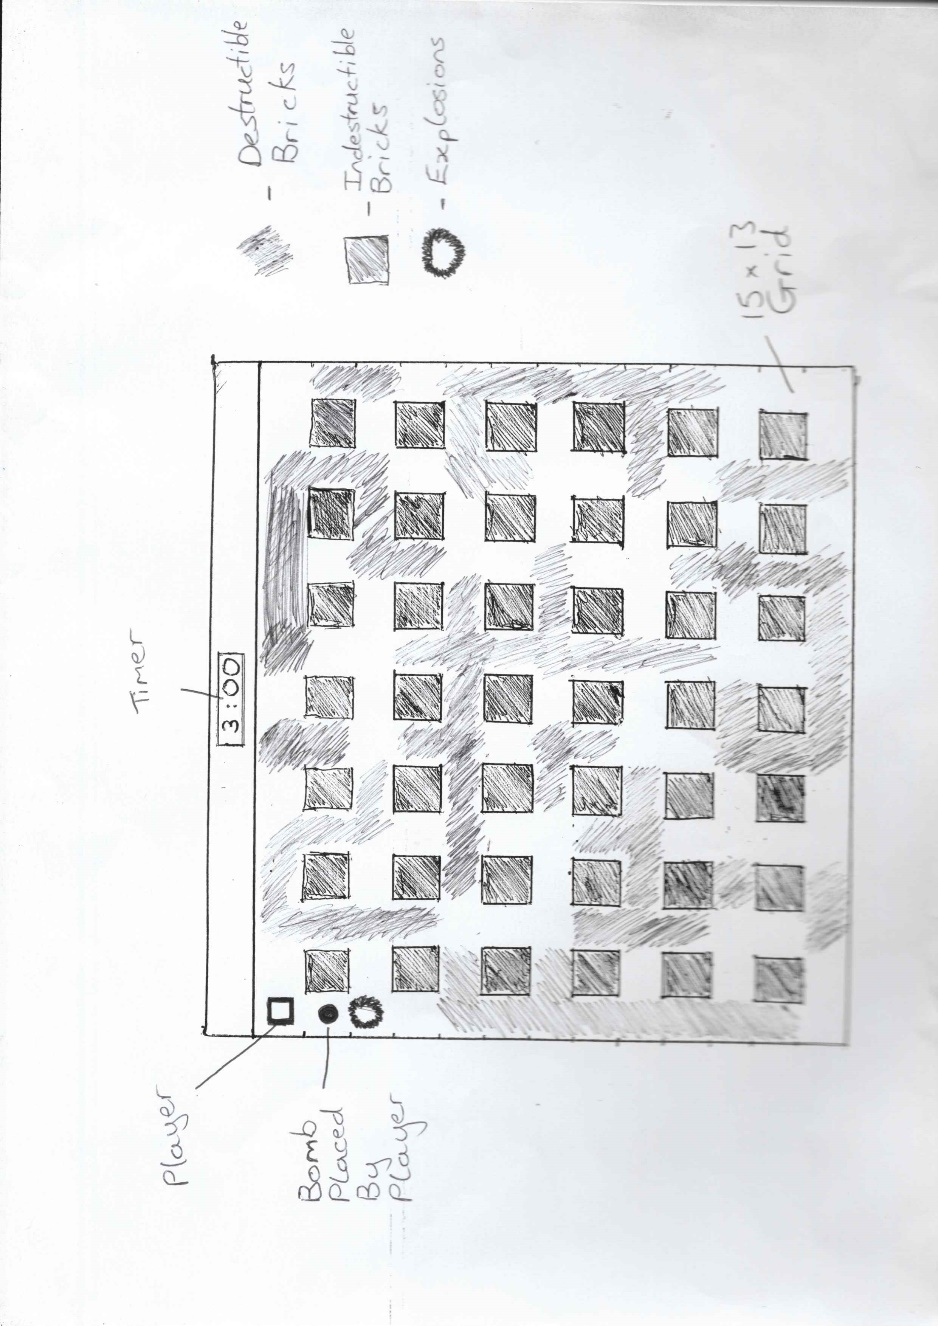 Timer
3:00
Player
Bomb
Placed
By
Player
- Destructible
Bricks
- Indestructible
Bricks
- Explosions
15 x 13
Grid